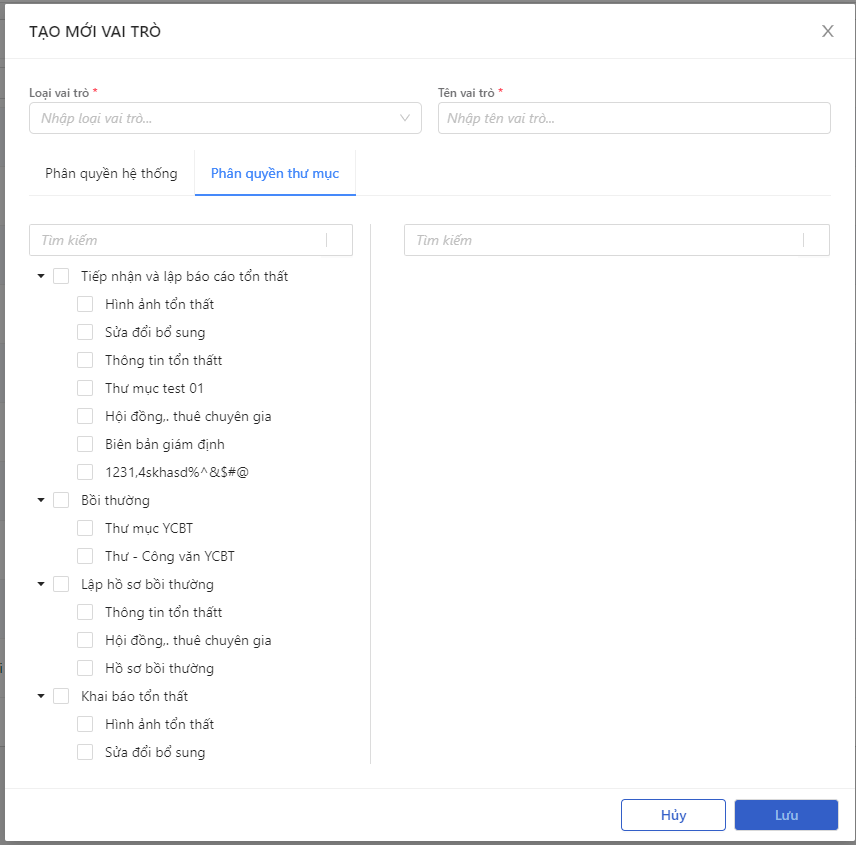 TẠO MỚI VAI TRÒ
X
Loại vai trò *
Tên vai trò *
Nhập loại vai trò...
Nhập tên vai trò...
Phân quyền hệ thống
Phân quyền thư mục
Tìm kiếm
Tìm kiếm
Tiếp nhận và lập báo cáo tổn thất
Hình ảnh tổn thất
Sửa đổi bổ sung
Thông tin tổn thấtt
Thư mục test 01
Hội đồng,. thuê chuyên gia
Biên bản giám định
1231,4skhasd%^&$#@
Bồi thường
Thư mục YCBT
Thư - Công văn YCBT
Lập hồ sơ bồi thường
Thông tin tổn thấtt
Hội đồng,. thuê chuyên gia
Hồ sơ bồi thường
Khai báo tổn thất
Hình ảnh tổn thất
Sửa đổi bổ sung
Hủy
Lưu